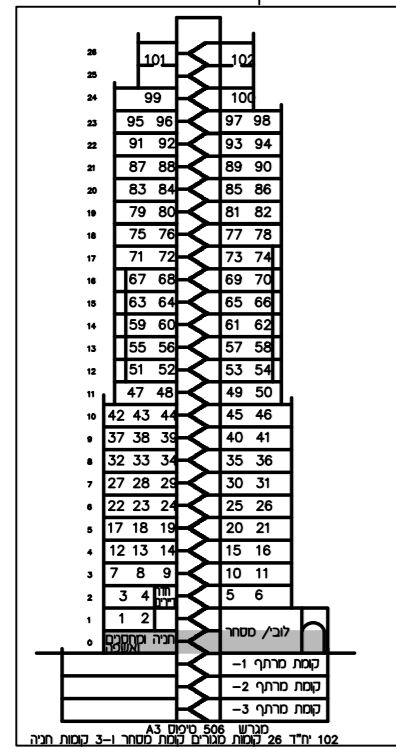 26
101 102
25
24 99 100
23 95 96 97 98
22 91 92 93 94
21 87 88 89 90
20 83 84 85 86
19 79 80 81 82
18 75 76 77 78
17 71 72 73 74
16 67 68 69 70
15 63 64 65 66
14 59 60 61 62
13 55 56 57 58
12 51 52 53 54
11 47 48 49 50
10 42 43 44 45 46
9 37 38 39 40 41
8 32 33 34 35 36
7 27 28 29 30 31
6 22 23 24 25 26
5 17 18 19 20 21
4 12 13 14 15 16
3 7 8 9 10 11
2 3 4 חדר דיירים 5 6
1 1 2 לובי/ מסחר
0 חניה ומחסנים
ואשפה
קומת מרתף 1-
קומת מרתף 2-
קומת מרתף 3-
מגרש 506 טיפוס A3
102 יח"ד 26 קומות מגורים קומת מסחר ו-3 קומות חניה